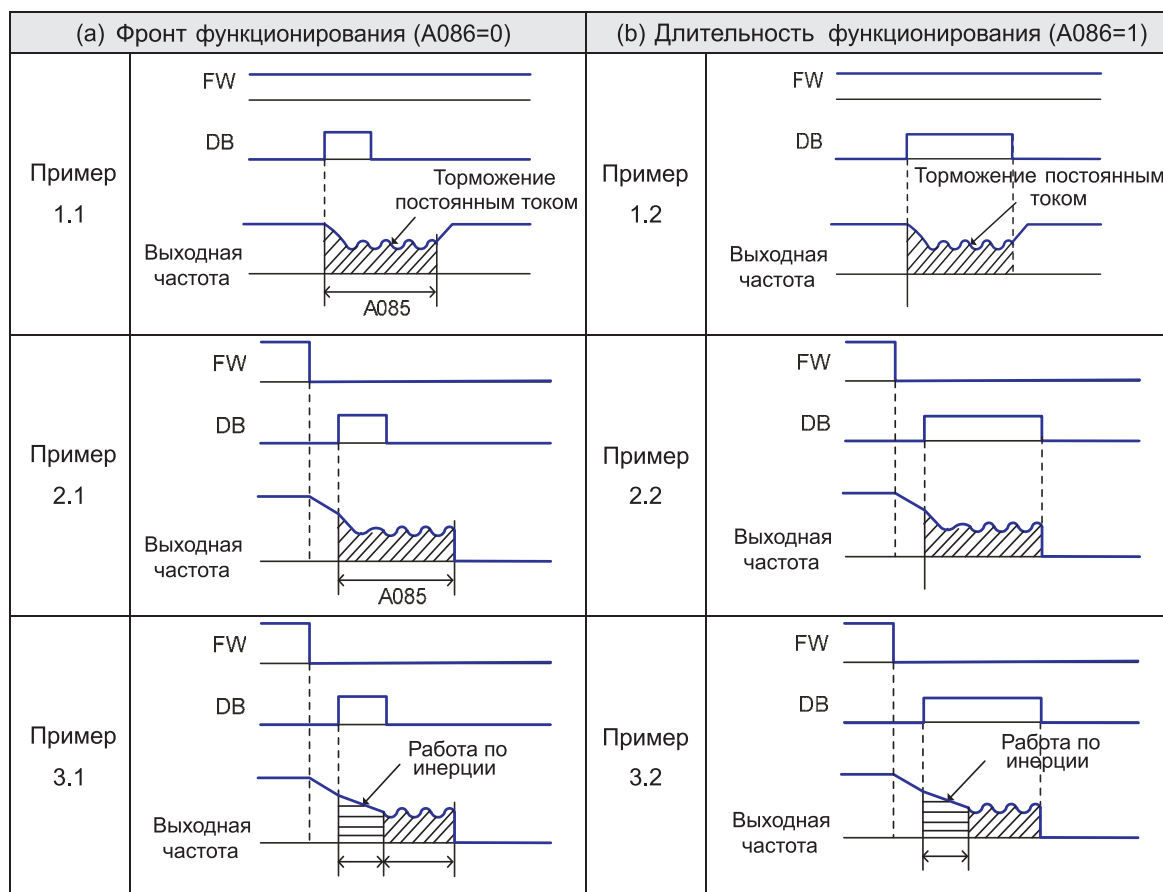 (a) Фронт функционирования (A086=0)
(b) Длительность функционирования (A086=1)
Пример
1.1
FW
DB
Торможение
постоянным током
Выходная
частота
A085
Пример
1.2
FW
DB
Торможение постоянным
током
Выходная
частота
Пример
2.1
FW
DB
Выходная
частота
A085
Пример
2.2
FW
DB
Выходная
частота
Пример
3.1
FW
DB
Работа по
инерции
Выходная
частота
Пример
3.2
FW
DB
Работа по
инерции
Выходная
частота